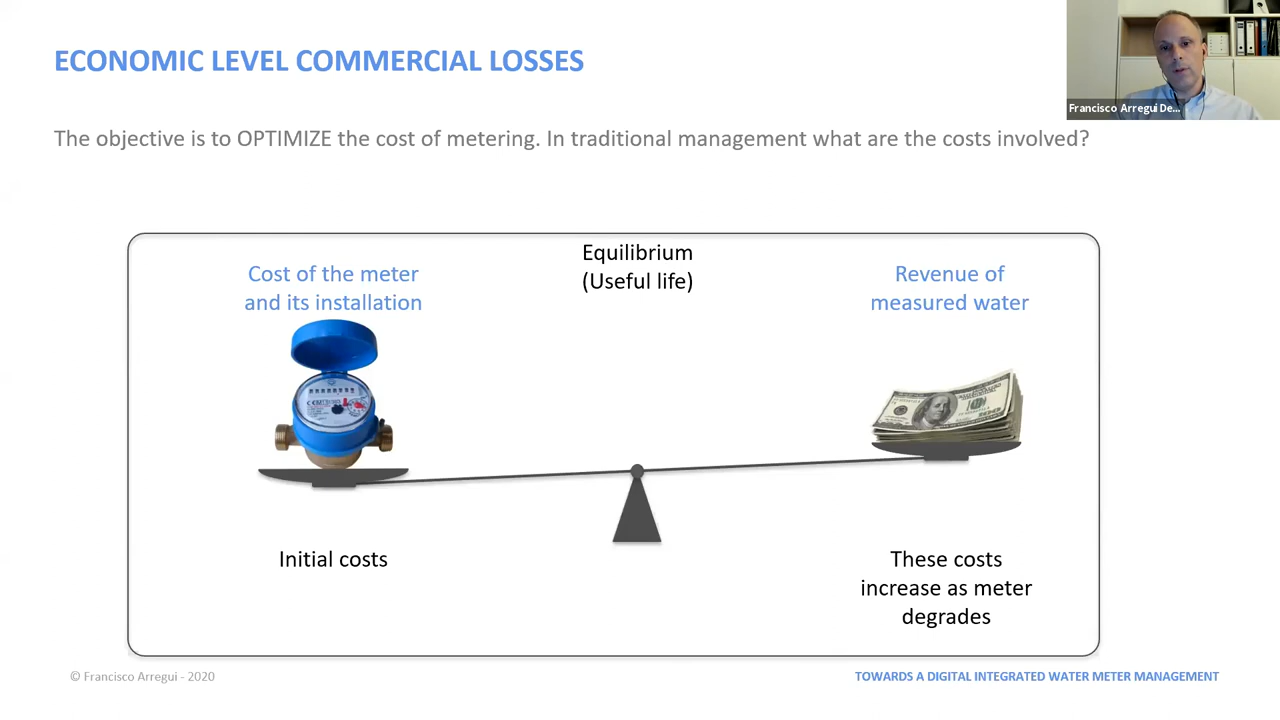 ECONOMIC LEVEL COMMERCIAL LOSSES
Francisco Arregui De...
The objective is to OPTIMIZE the cost of metering. In traditional management what are the costs involved?
Equilibrium
(Useful life)
Cost of the meter
and its installation
Revenue of
measured water
Initial costs
These costs
increase as meter
degrades
© Francisco Arregui - 2020
TOWARDS A DIGITAL INTEGRATED WATER METER MANAGEMENT